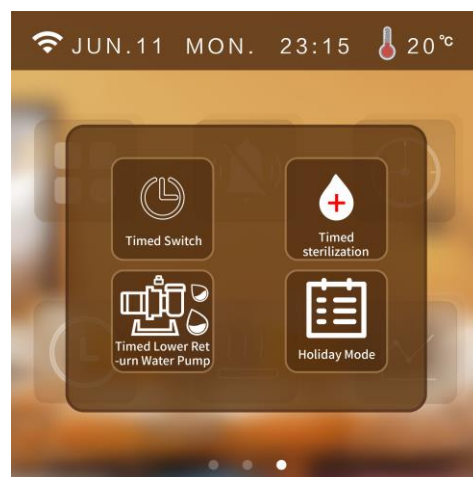 JUN.11 MON. 23:15 20℃
Timed Switch
Timed
sterilization
Timed Lower Ret
-urn Water Pump
Holiday Mode